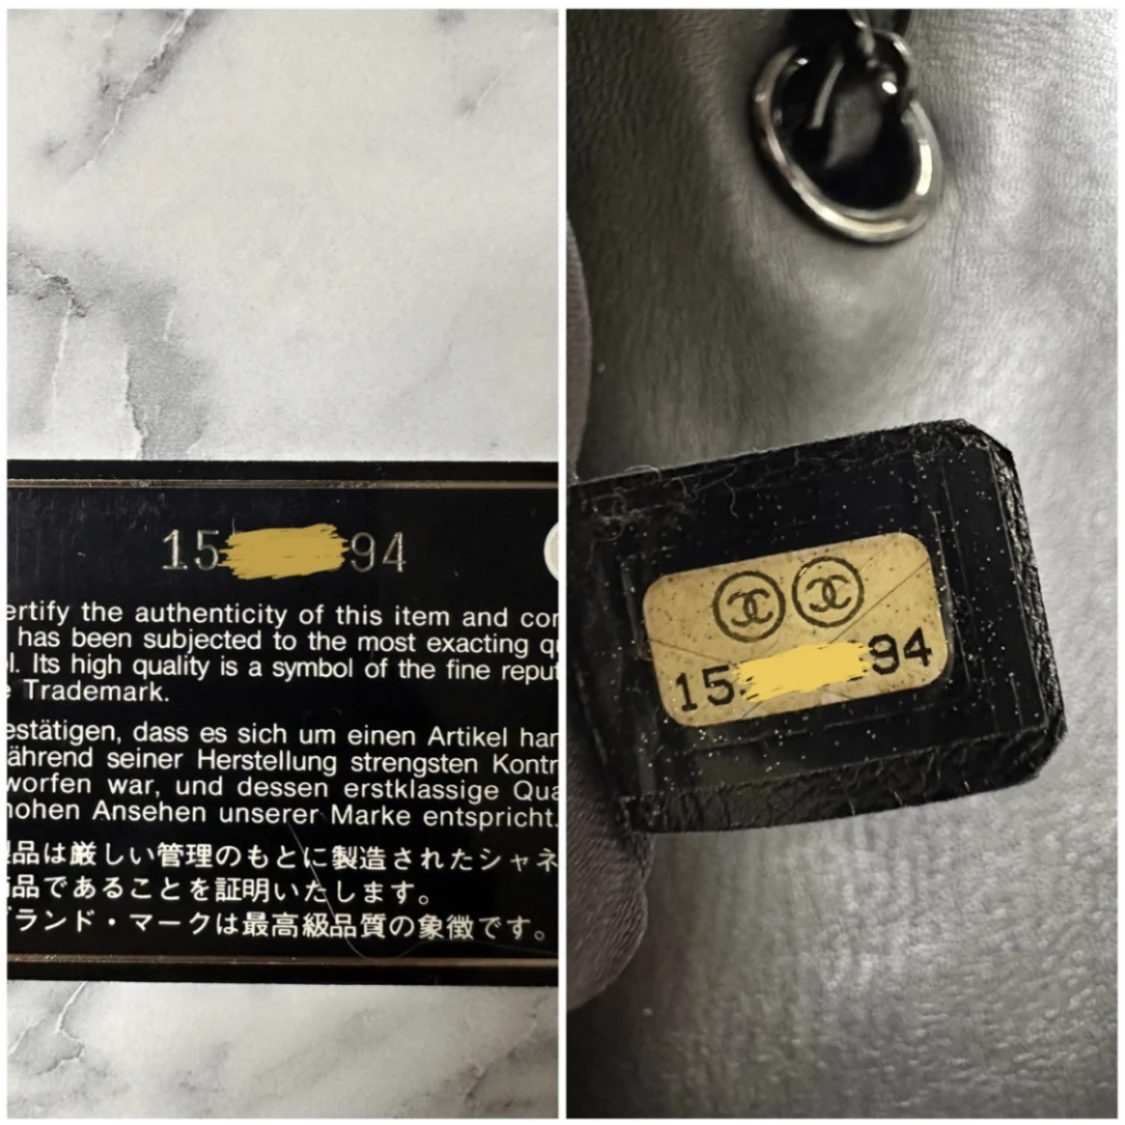 15 94
ertify the authenticity of this item and
has been subjected to the most exacting
Its high quality is a symbol of the fine
Trademark.
estätigen, dass es sich um einen Artikel
ährend seiner Herstellung strengsten
worfen war, und dessen erstklassige
hohen Ansehen unserer Marke entspricht.
品は厳しい管理のもとに製造されたシャネ
品であることを証明いたします。
ランド・マークは最高級品質の象徴です。
15 94